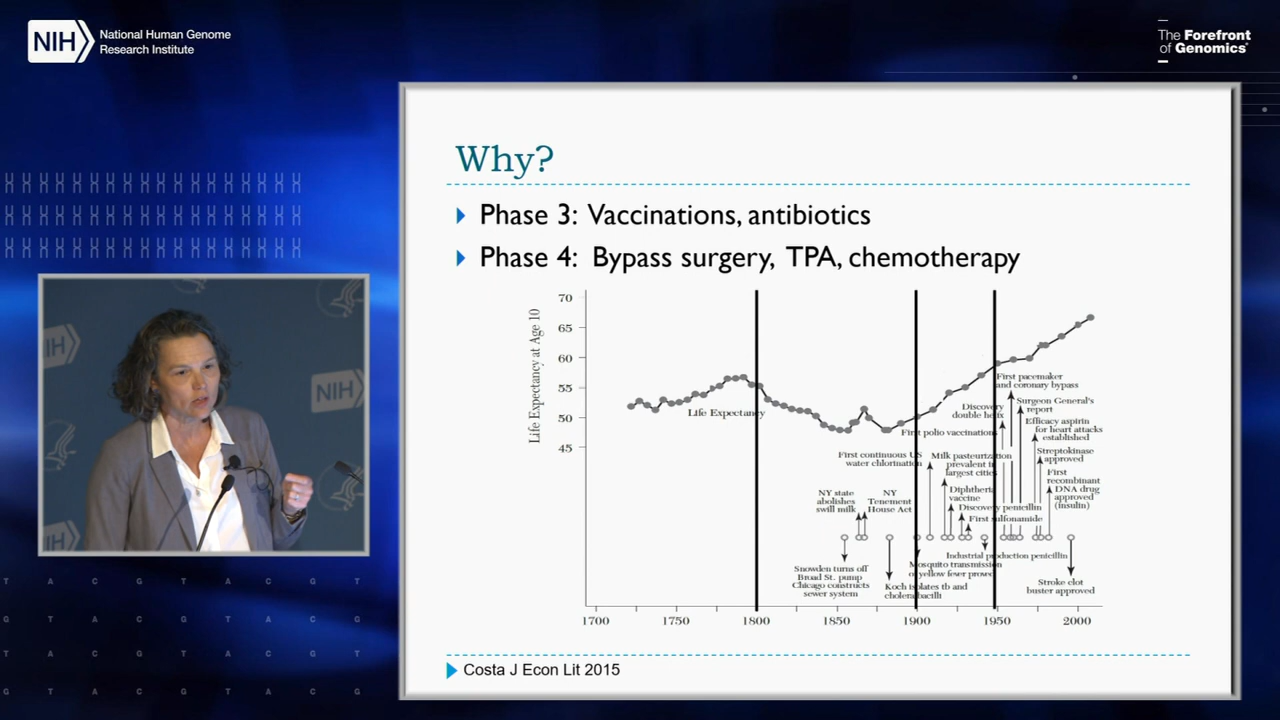 NIH
National Human Genome
Research Institute
The Forefront
of Genomics®
Why?
Phase 3: Vaccinations, antibiotics
Phase 4: Bypass surgery, TPA, chemotherapy
Life Expectancy at Age 10
70
65
60
55
50
45
Life Expectancy
First pacemaker
and coronary bypass
Discovery
double helix
Surgeon General's
report
First polio vaccinations
Efficacy aspirin
for heart attacks
established
First continuous US
water chlorination
Milk pasteurization
prevalent in
largest cities
Streptokinase
approved
First
recombinant
DNA drug
approved
(insulin)
NY state
abolishes
swill milk
NY
Tenement
House Act
Diphtheria
vaccine
Discovery penicillin
First sulfonamide
Industrial production penicillin
Snowden turns off
Broad St. pump
Chicago constructs
sewer system
Mosquito transmission
of yellow fever proved
Koch isolates tb and
cholera bacilli
Stroke clot
buster approved
1700
1750
1800
1850
1900
1950
2000
Costa J Econ Lit 2015
NIH
NIH
T A C G T A C G T
G T A C G T A C G
T A C G T A C G T
G T A C G T A C G